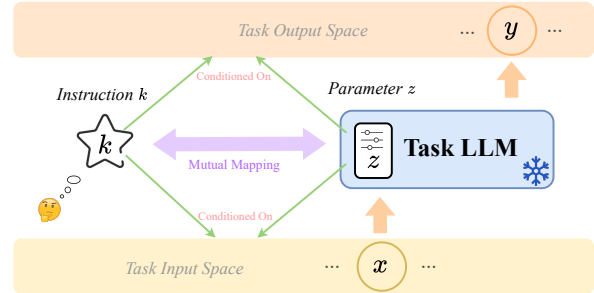 Task Output Space ... y ...
Conditioned On
Instruction k
Parameter z
k
Mutual Mapping
z Task LLM
Conditioned On
Task Input Space ... x ...